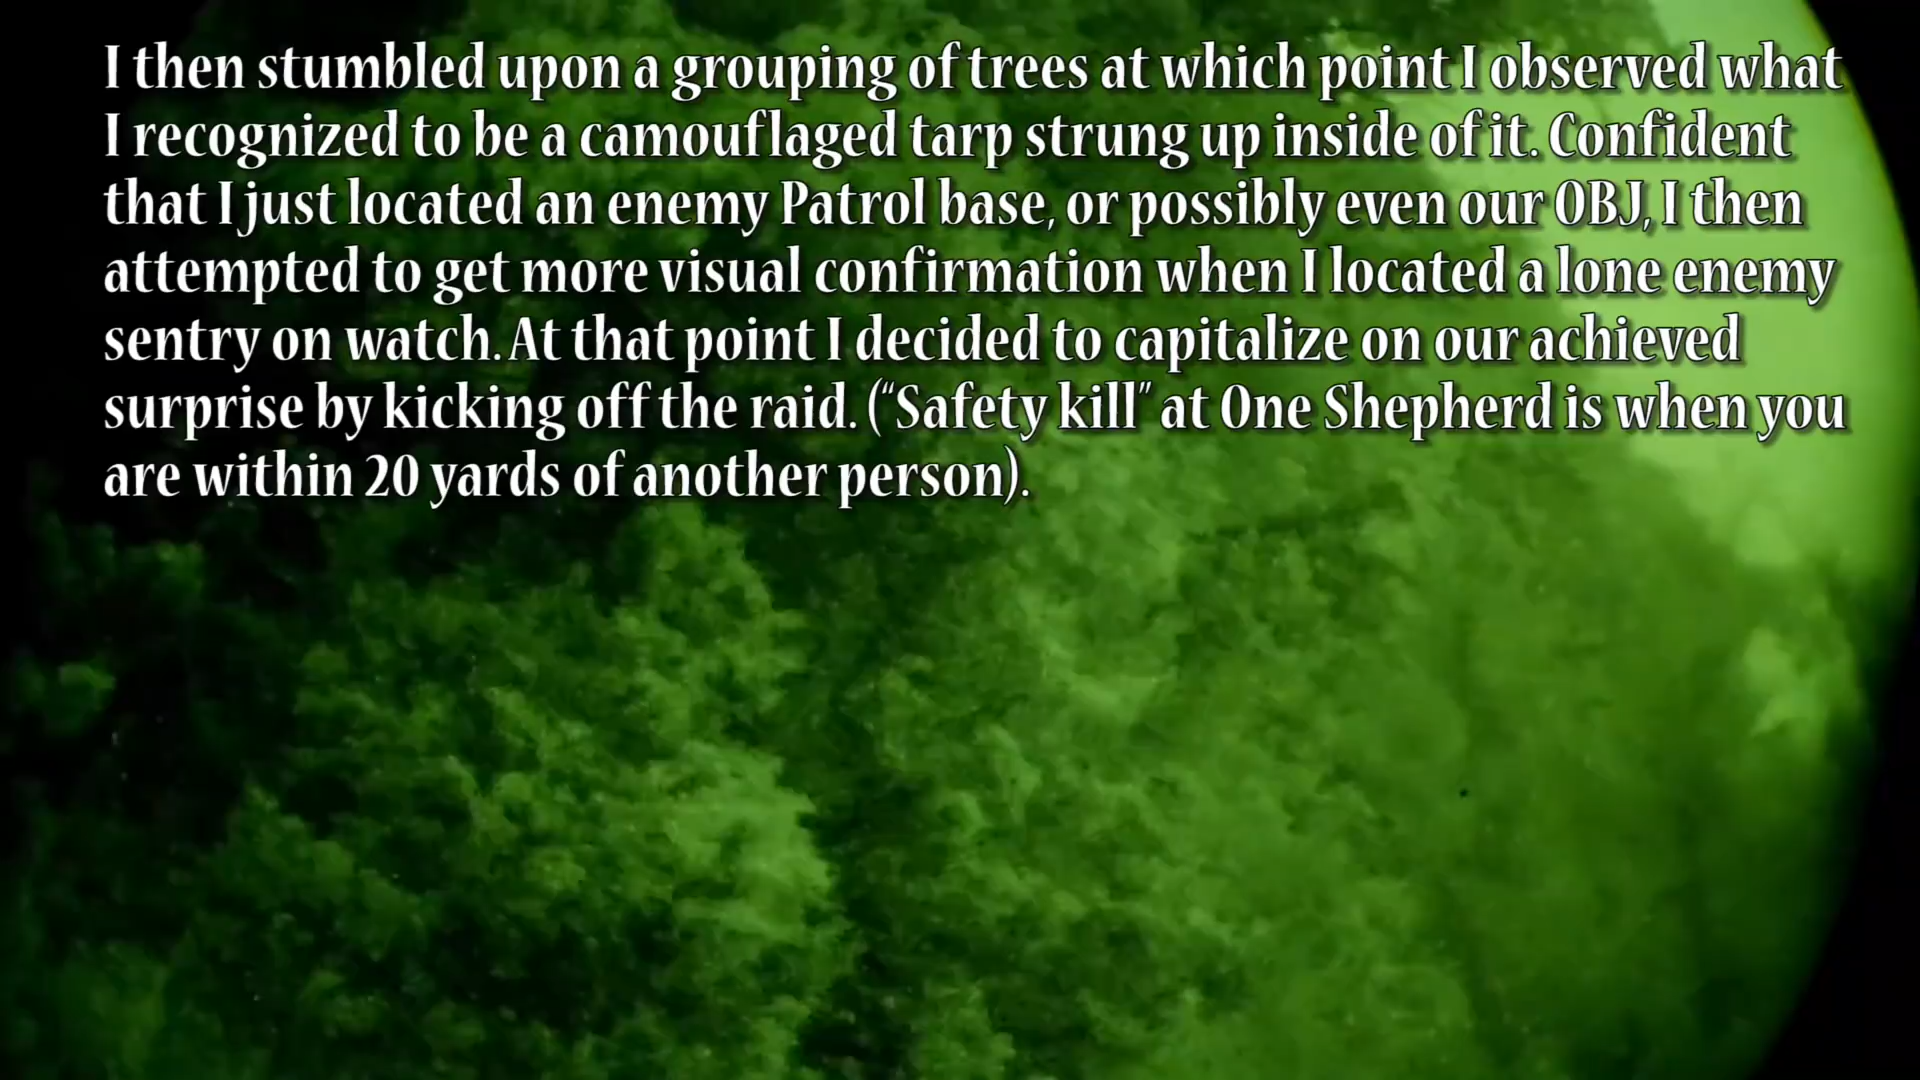 I then stumbled upon a grouping of trees at which point I observed what
I recognized to be a camouflaged tarp strung up inside of it. Confident
that I just located an enemy Patrol base, or possibly even our OBJ, I then
attempted to get more visual confirmation when I located a lone enemy
sentry on watch. At that point I decided to capitalize on our achieved
surprise by kicking off the raid. (“Safety kill” at One Shepherd is when you
are within 20 yards of another person).